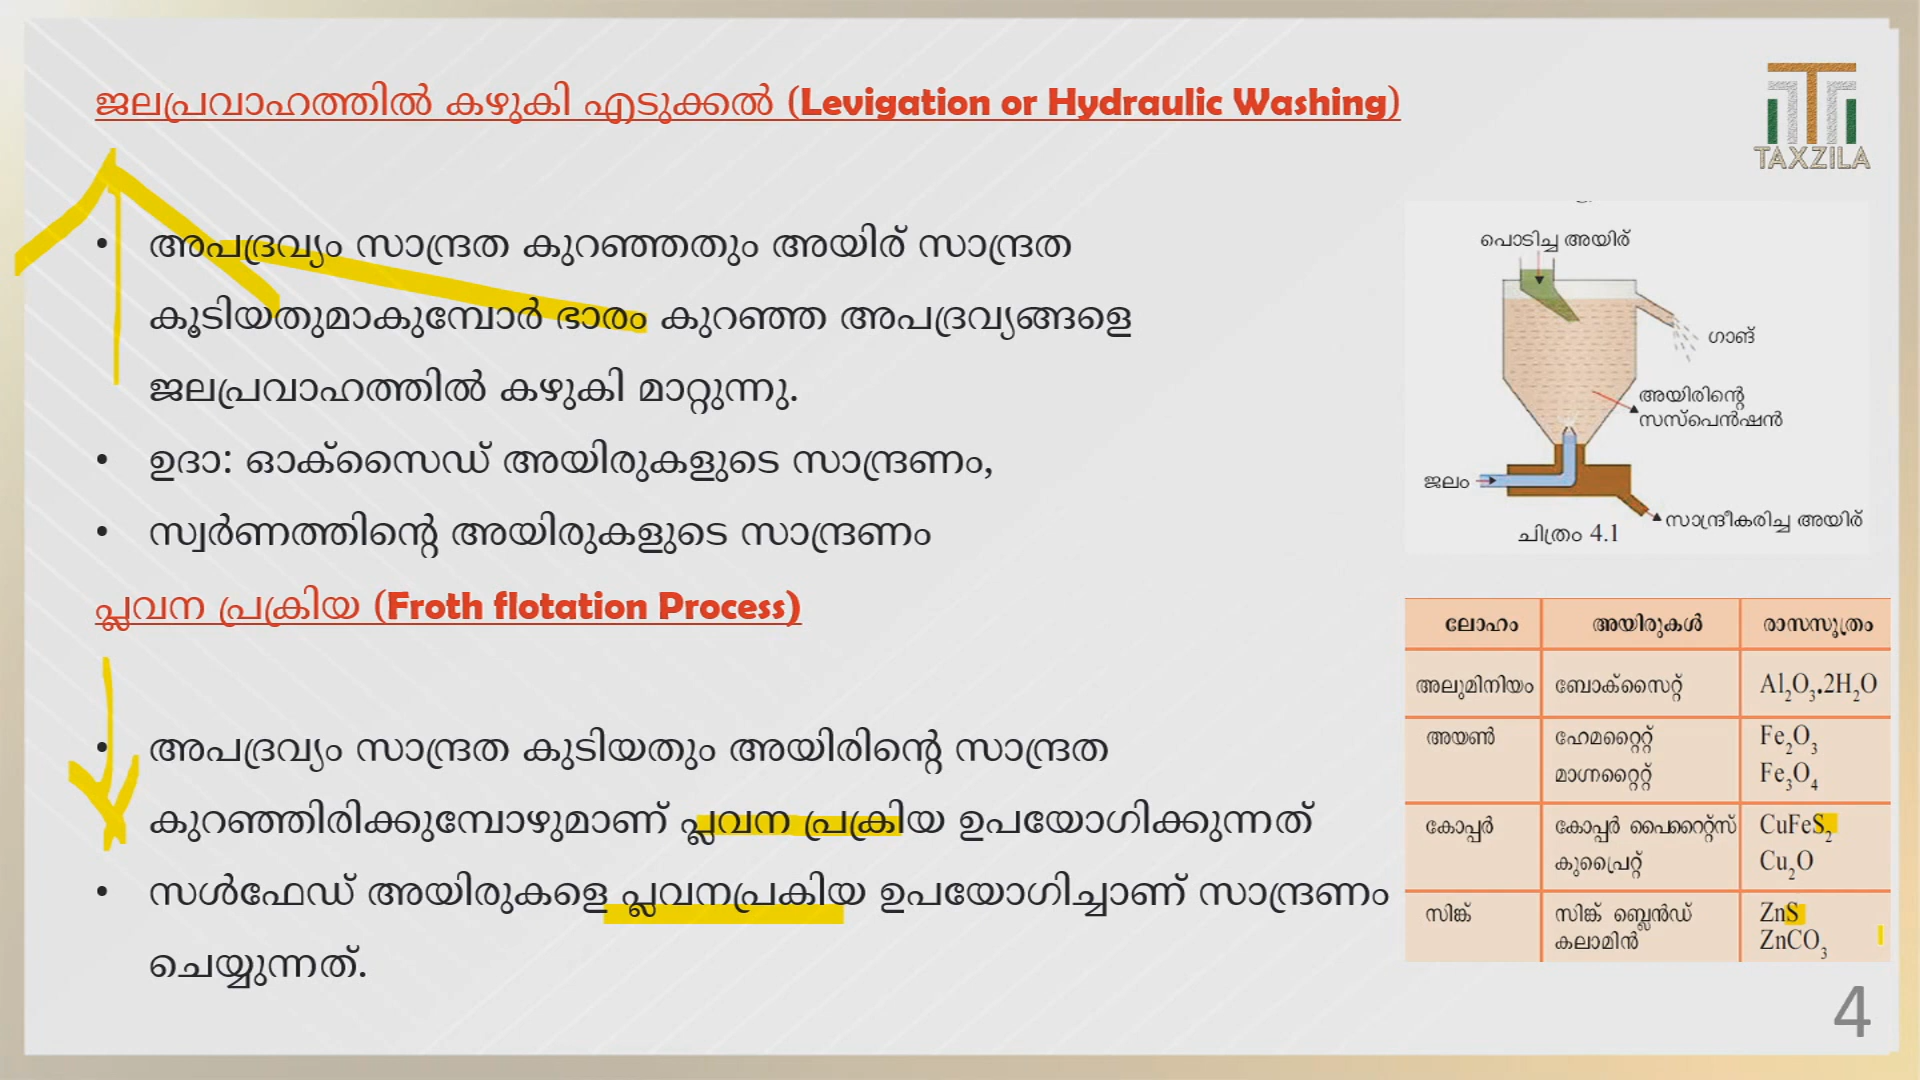 ജലപ്രവാഹത്തിൽ കഴുകി എടുക്കൽ (Levigation or Hydraulic Washing)
TAXZILA
• അപദ്രവ്യം സാന്ദ്രത കുറഞ്ഞതും അയിര് സാന്ദ്രത
കൂടിയതുമാകുമ്പോൾ ഭാരം കുറഞ്ഞ അപദ്രവ്യങ്ങളെ
ജലപ്രവാഹത്തിൽ കഴുകി മാറ്റുന്നു.
• ഉദാ: ഓക്സൈഡ് അയിരുകളുടെ സാന്ദ്രണം,
• സ്വർണത്തിന്റെ അയിരുകളുടെ സാന്ദ്രണം
പ്ലവന പ്രക്രിയ (Froth flotation Process)
• അപദ്രവ്യം സാന്ദ്രത കുടിയതും അയിരിന്റെ സാന്ദ്രത
കുറഞ്ഞിരിക്കുമ്പോഴുമാണ് പ്ലവന പ്രക്രിയ ഉപയോഗിക്കുന്നത്
• സൾഫേഡ് അയിരുകളെ പ്ലവനപ്രകിയ ഉപയോഗിച്ചാണ് സാന്ദ്രണം
ചെയ്യുന്നത്.
പൊടിച്ച അയിര്
ഗാങ്
അയിരിന്റെ
സസ്പെൻഷൻ
ജലം
സാന്ദ്രീകരിച്ച അയിര്
ചിത്രം 4.1
ലോഹം അയിരുകൾ രാസസൂത്രം
അലുമിനിയം ബോക്സൈറ്റ് Al₂O₃.2H₂O
അയൺ ഹേമറ്റൈറ്റ് Fe₂O₃
മാഗ്നറ്റൈറ്റ് Fe₃O₄
കോപ്പർ കോപ്പർ പൈറൈറ്റ്സ് CuFeS₂
കുപ്രൈറ്റ് Cu₂O
സിങ്ക് സിങ്ക് ബ്ലെൻഡ് ZnS
കലാമിൻ ZnCO₃
4